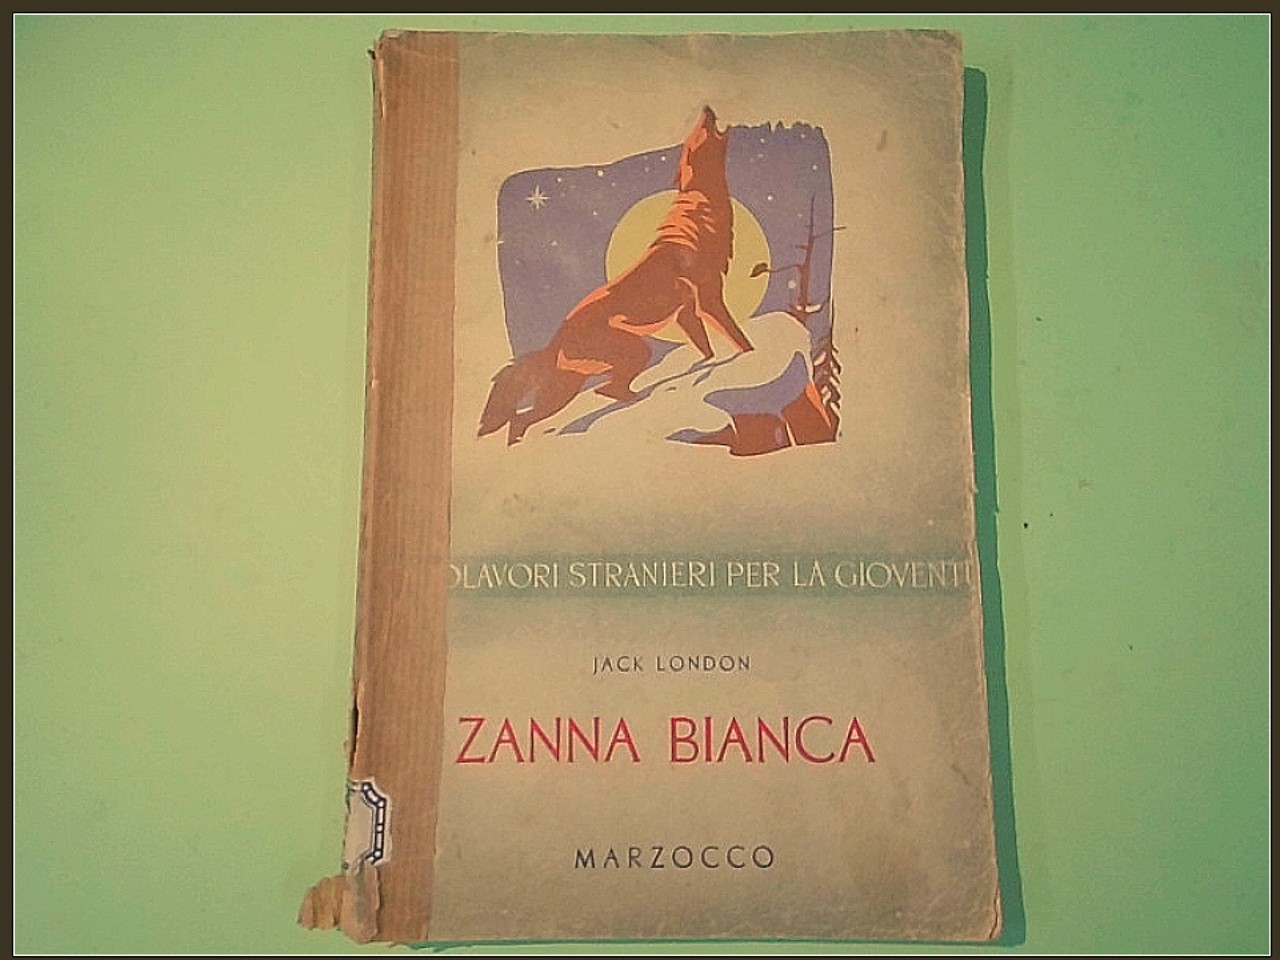 OLAVORI STRANIERI PER LA GIOVENT
JACK LONDON
ZANNA BIANCA
MARZOCCO